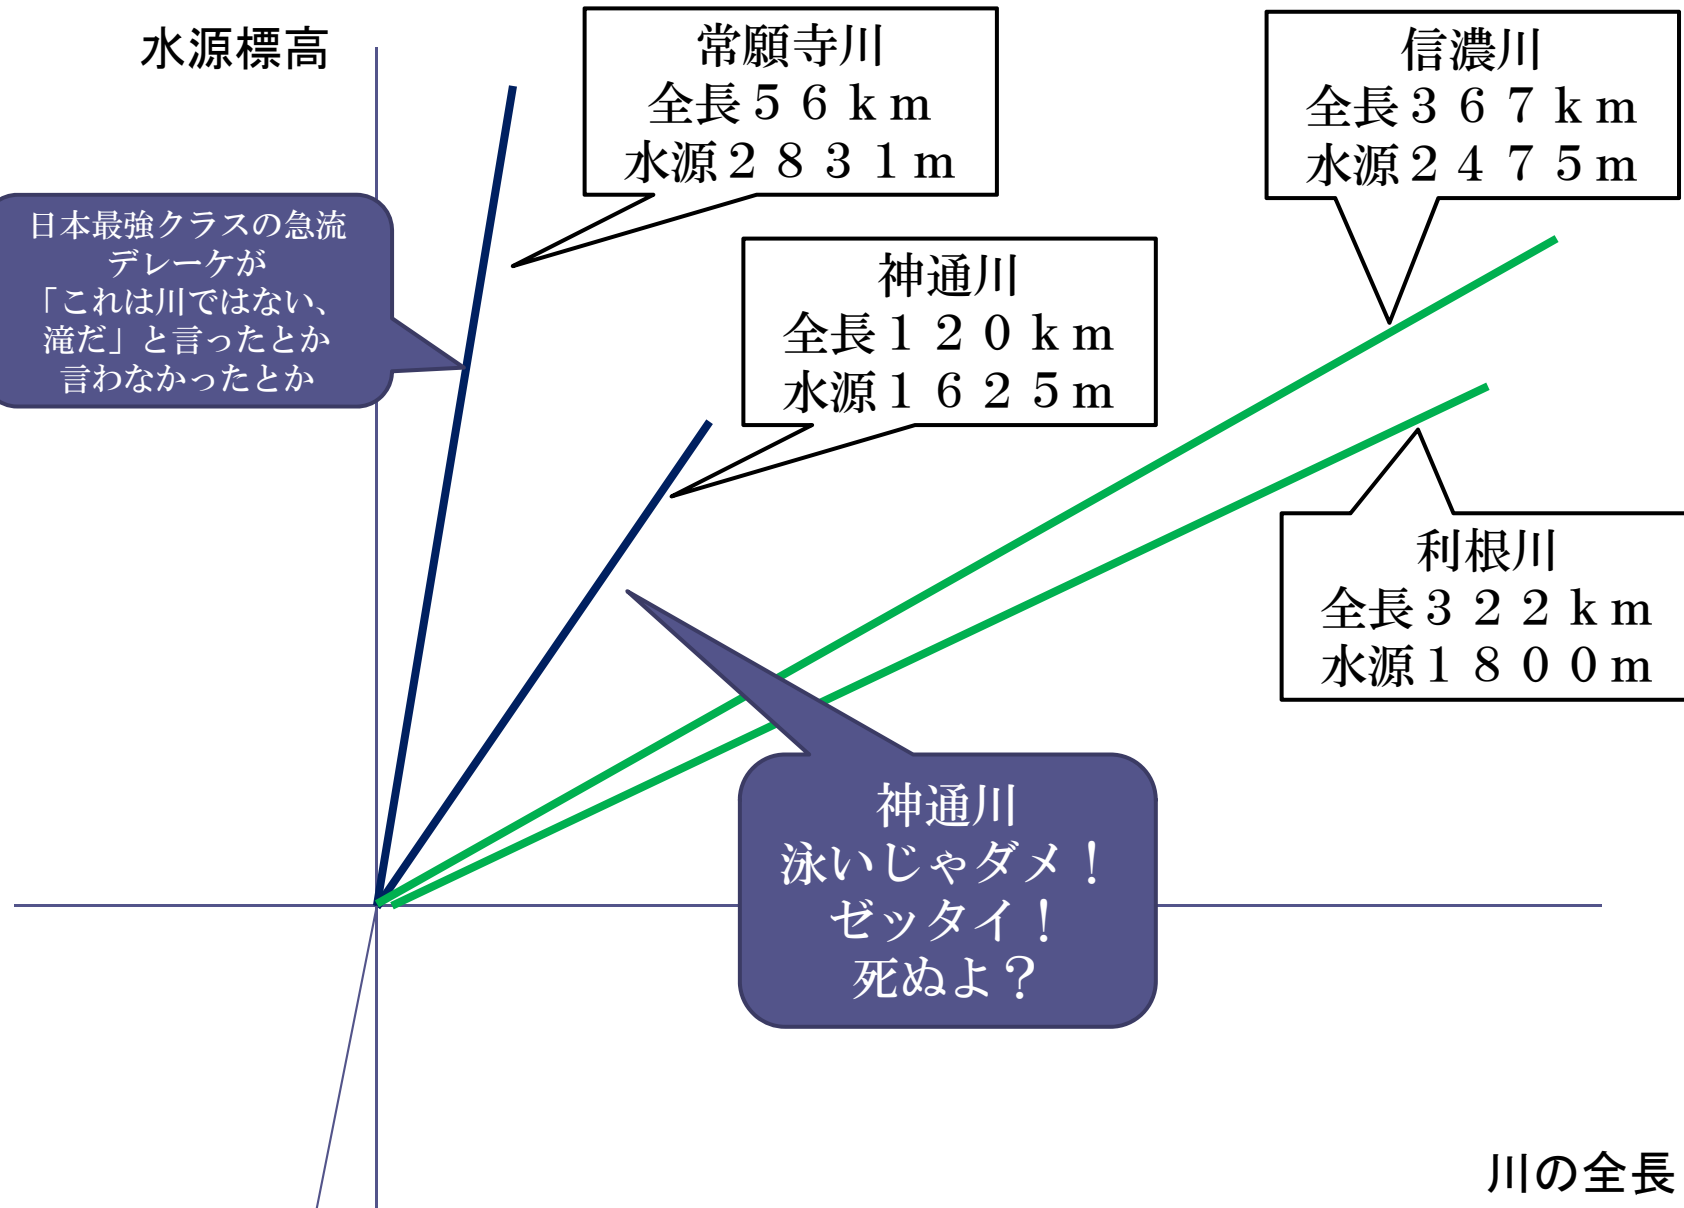 水源標高
常願寺川
全長５６ｋｍ
水源２８３１ｍ
信濃川
全長３６７ｋｍ
水源２４７５ｍ
日本最強クラスの急流
デレーケが
「これは川ではない、
滝だ」と言ったとか
言わなかったとか
神通川
全長１２０ｋｍ
水源１６２５ｍ
利根川
全長３２２ｋｍ
水源１８００ｍ
神通川
泳いじゃダメ！
ゼッタイ！
死ぬよ？
川の全長